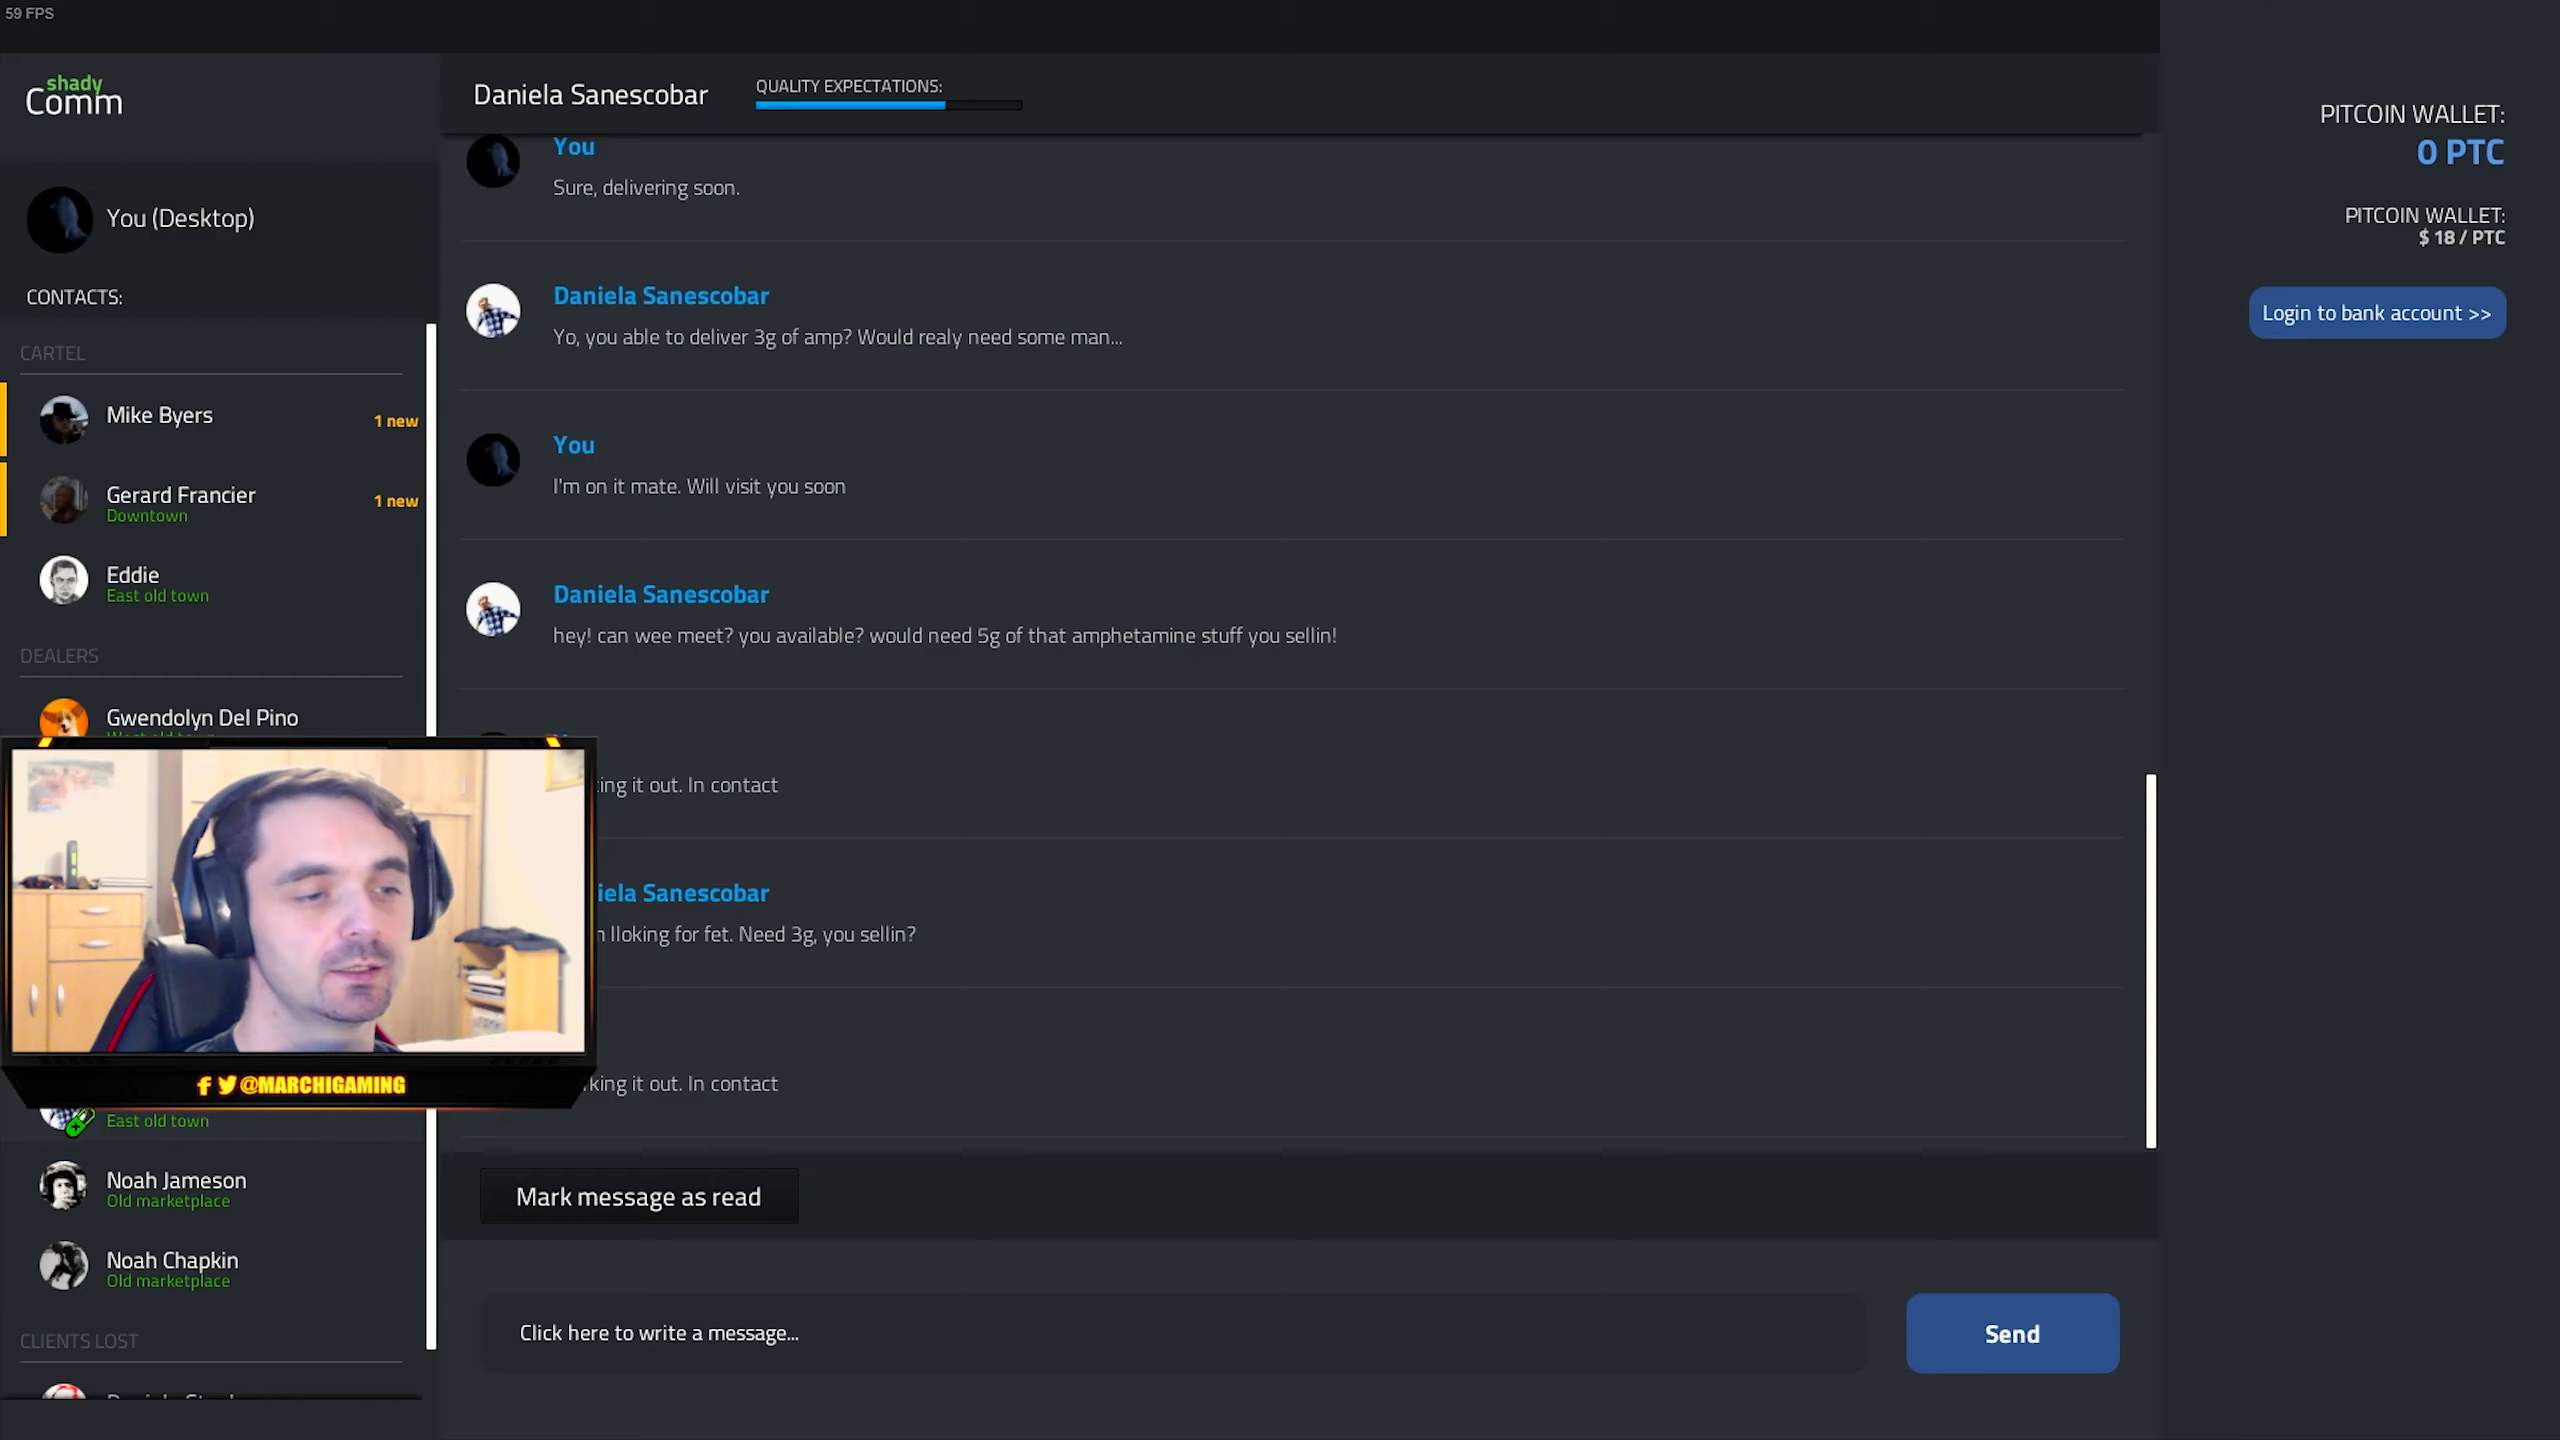 59 FPS
shady
Comm
You (Desktop)
CONTACTS:
CARTEL
Mike Byers
1 new
Gerard Francier
Downtown
1 new
Eddie
East old town
DEALERS
Gwendolyn Del Pino
@MARCHIGAMING
East old town
Noah Jameson
Old marketplace
Noah Chapkin
Old marketplace
CLIENTS LOST
Daniela Sanescobar
QUALITY EXPECTATIONS:
You
Sure, delivering soon.
Daniela Sanescobar
Yo, you able to deliver 3g of amp? Would realy need some man...
You
I'm on it mate. Will visit you soon
Daniela Sanescobar
hey! can wee meet? you available? would need 5g of that amphetamine stuff you sellin!
it out. In contact
Sanescobar
lloking for fet. Need 3g, you sellin?
it out. In contact
Mark message as read
Click here to write a message...
Send
PITCOIN WALLET:
0 PTC
PITCOIN WALLET:
$ 18 / PTC
Login to bank account >>